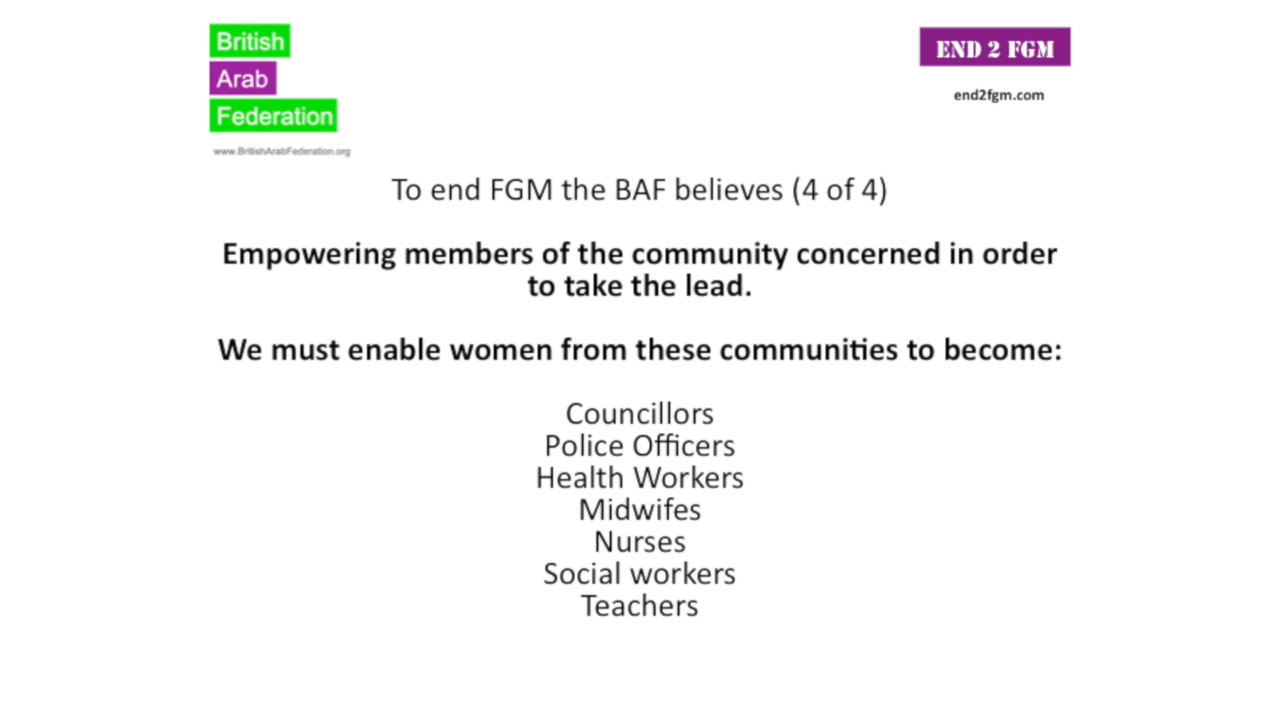 British
Arab
Federation
www.BritishArabFederation.org
END 2 FGM
end2fgm.com
To end FGM the BAF believes (4 of 4)
Empowering members of the community concerned in order
to take the lead.
We must enable women from these communities to become:
Councillors
Police Officers
Health Workers
Midwifes
Nurses
Social workers
Teachers